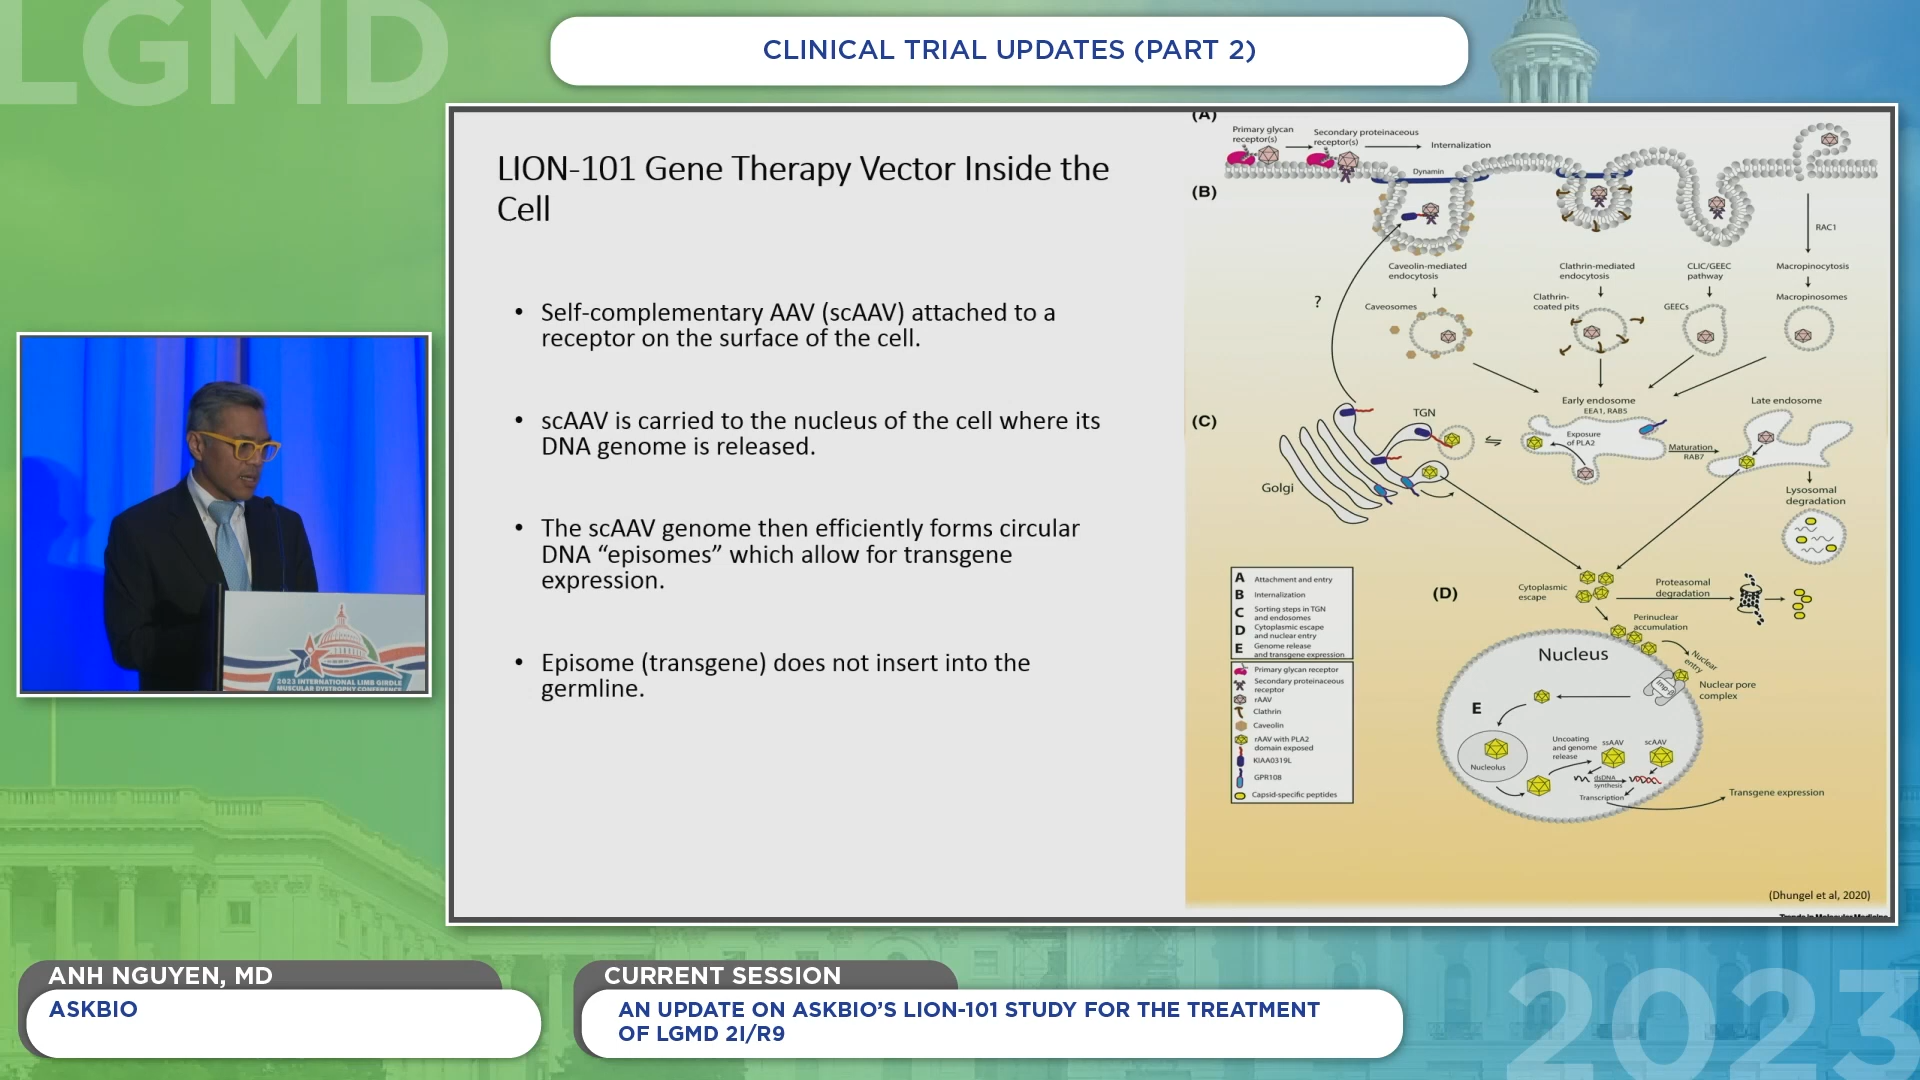 LGMD
CLINICAL TRIAL UPDATES (PART 2)
LION-101 Gene Therapy Vector Inside the
Cell
• Self-complementary AAV (scAAV) attached to a
receptor on the surface of the cell.
• scAAV is carried to the nucleus of the cell where its
DNA genome is released.
• The scAAV genome then efficiently forms circular
DNA “episomes” which allow for transgene
expression.
• Episome (transgene) does not insert into the
germline.
(A)
Primary glycan
receptor(s)
Secondary proteinaceous
receptor(s)
Internalization
Dynamin
(B)
RAC1
Caveolin-mediated
endocytosis
Clathrin-mediated
endocytosis
CLIC/GEEC
pathway
Macropinocytosis
?
Caveosomes
Clathrin-
coated pits
GEECs
Macropinosomes
(C)
TGN
Early endosome
EEA1, RAB5
Late endosome
Exposure
of PLA2
Maturation
RAB7
Golgi
Lysosomal
degradation
A Attachment and entry
B Internalization
C Sorting steps in TGN
and endosomes
D Cytoplasmic escape
and nuclear entry
E Genome release
and transgene expression
Primary glycan receptor
Secondary proteinaceous
receptor
rAAV
Clathrin
Caveolin
rAAV with PLA2
domain exposed
KIAA0319L
GPR108
Capsid-specific peptides
(D)
Cytoplasmic
escape
Proteasomal
degradation
Perinuclear
accumulation
Nucleus
Nuclear
entry
Imp-β
Nuclear pore
complex
E
Nucleolus
Uncoating
and genome
release
ssAAV
scAAV
dsDNA
synthesis
Transcription
Transgene expression
(Dhungel et al, 2020)
Trends in Molecular Medicine
2023 INTERNATIONAL LIMB GIRDLE
MUSCULAR DYSTROPHY CONFERENCE
ANH NGUYEN, MD
ASKBIO
CURRENT SESSION
AN UPDATE ON ASKBIO’S LION-101 STUDY FOR THE TREATMENT
OF LGMD 2I/R9
2023